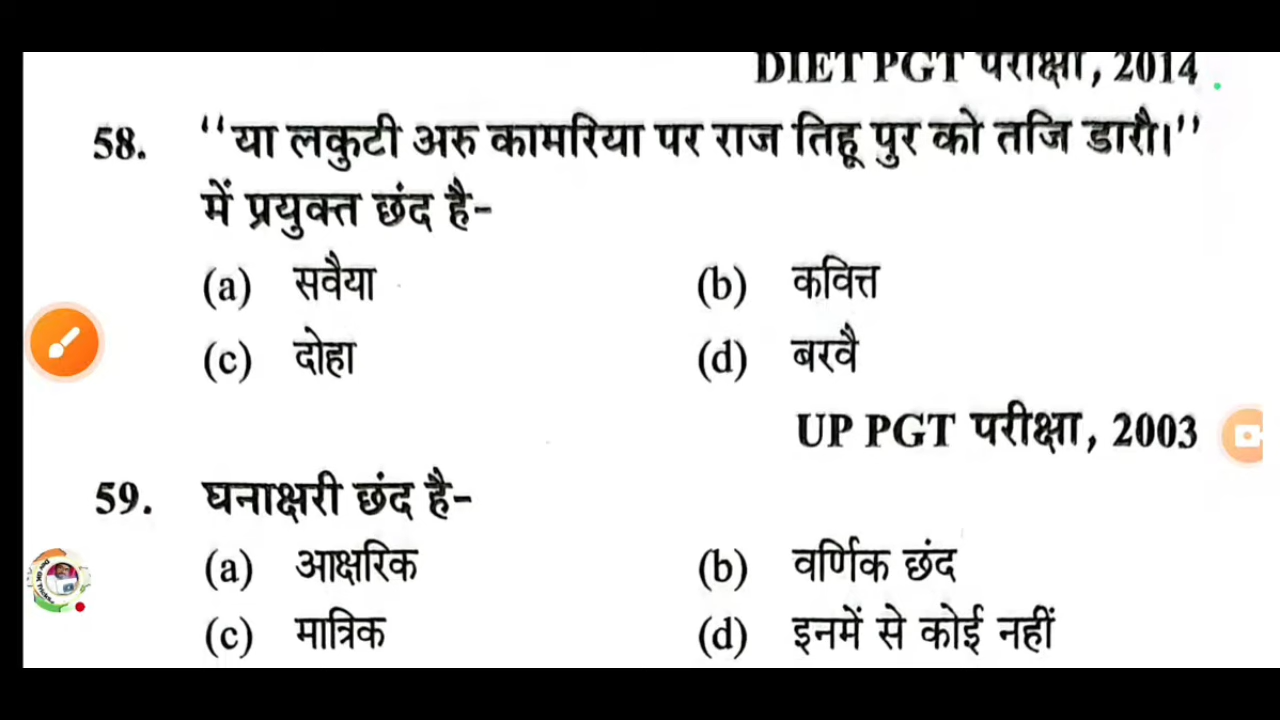 DIET PGT परीक्षा, 2014
58. ‘‘या लकुटी अरु कामरिया पर राज तिहू पुर को तजि डारौ।’’
में प्रयुक्त छंद है-
(a) सवैया (b) कवित्त
(c) दोहा (d) बरवै
UP PGT परीक्षा, 2003
59. घनाक्षरी छंद है-
(a) आक्षरिक (b) वर्णिक छंद
(c) मात्रिक (d) इनमें से कोई नहीं